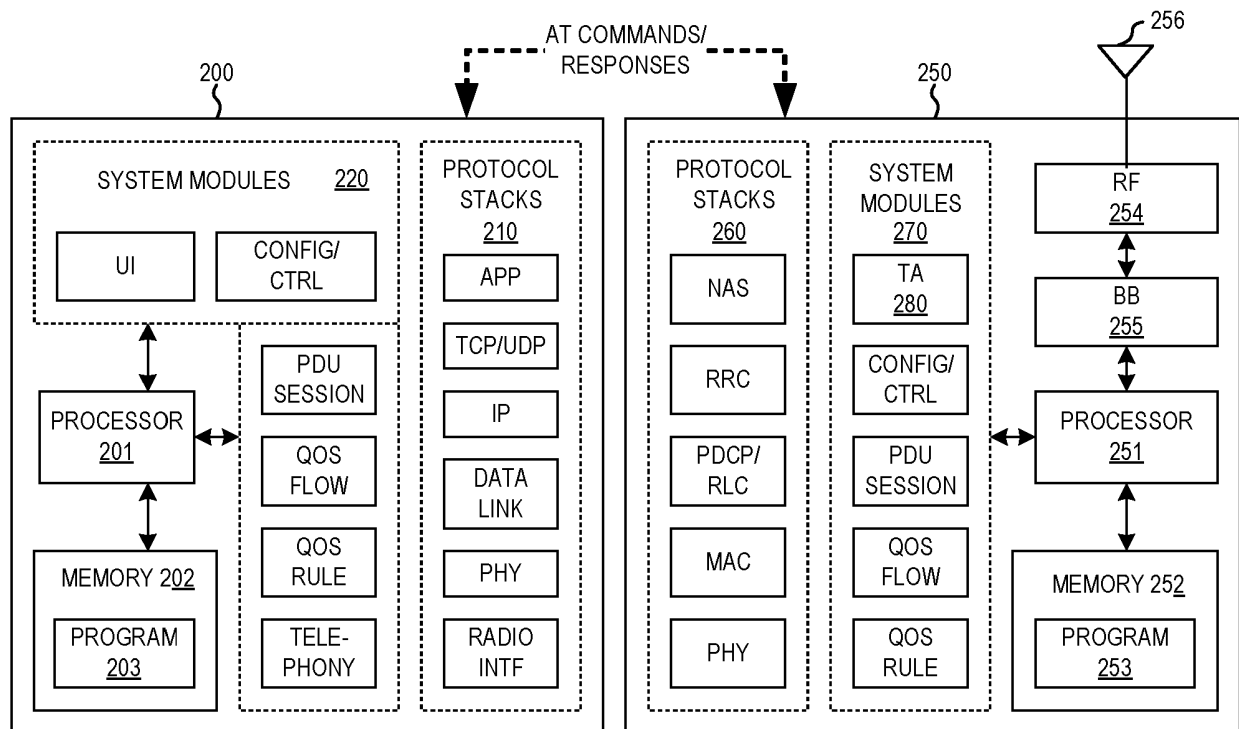 AT COMMANDS/
RESPONSES
256
200
250
SYSTEM MODULES 220
UI
CONFIG/
CTRL
PDU
SESSION
QOS
FLOW
QOS
RULE
TELE-
PHONY
PROCESSOR
201
MEMORY 202
PROGRAM
203
PROTOCOL
STACKS
210
APP
TCP/UDP
IP
DATA
LINK
PHY
RADIO
INTF
PROTOCOL
STACKS
260
NAS
RRC
PDCP/
RLC
MAC
PHY
SYSTEM
MODULES
270
TA
280
CONFIG/
CTRL
PDU
SESSION
QOS
FLOW
QOS
RULE
RF
254
BB
255
PROCESSOR
251
MEMORY 252
PROGRAM
253